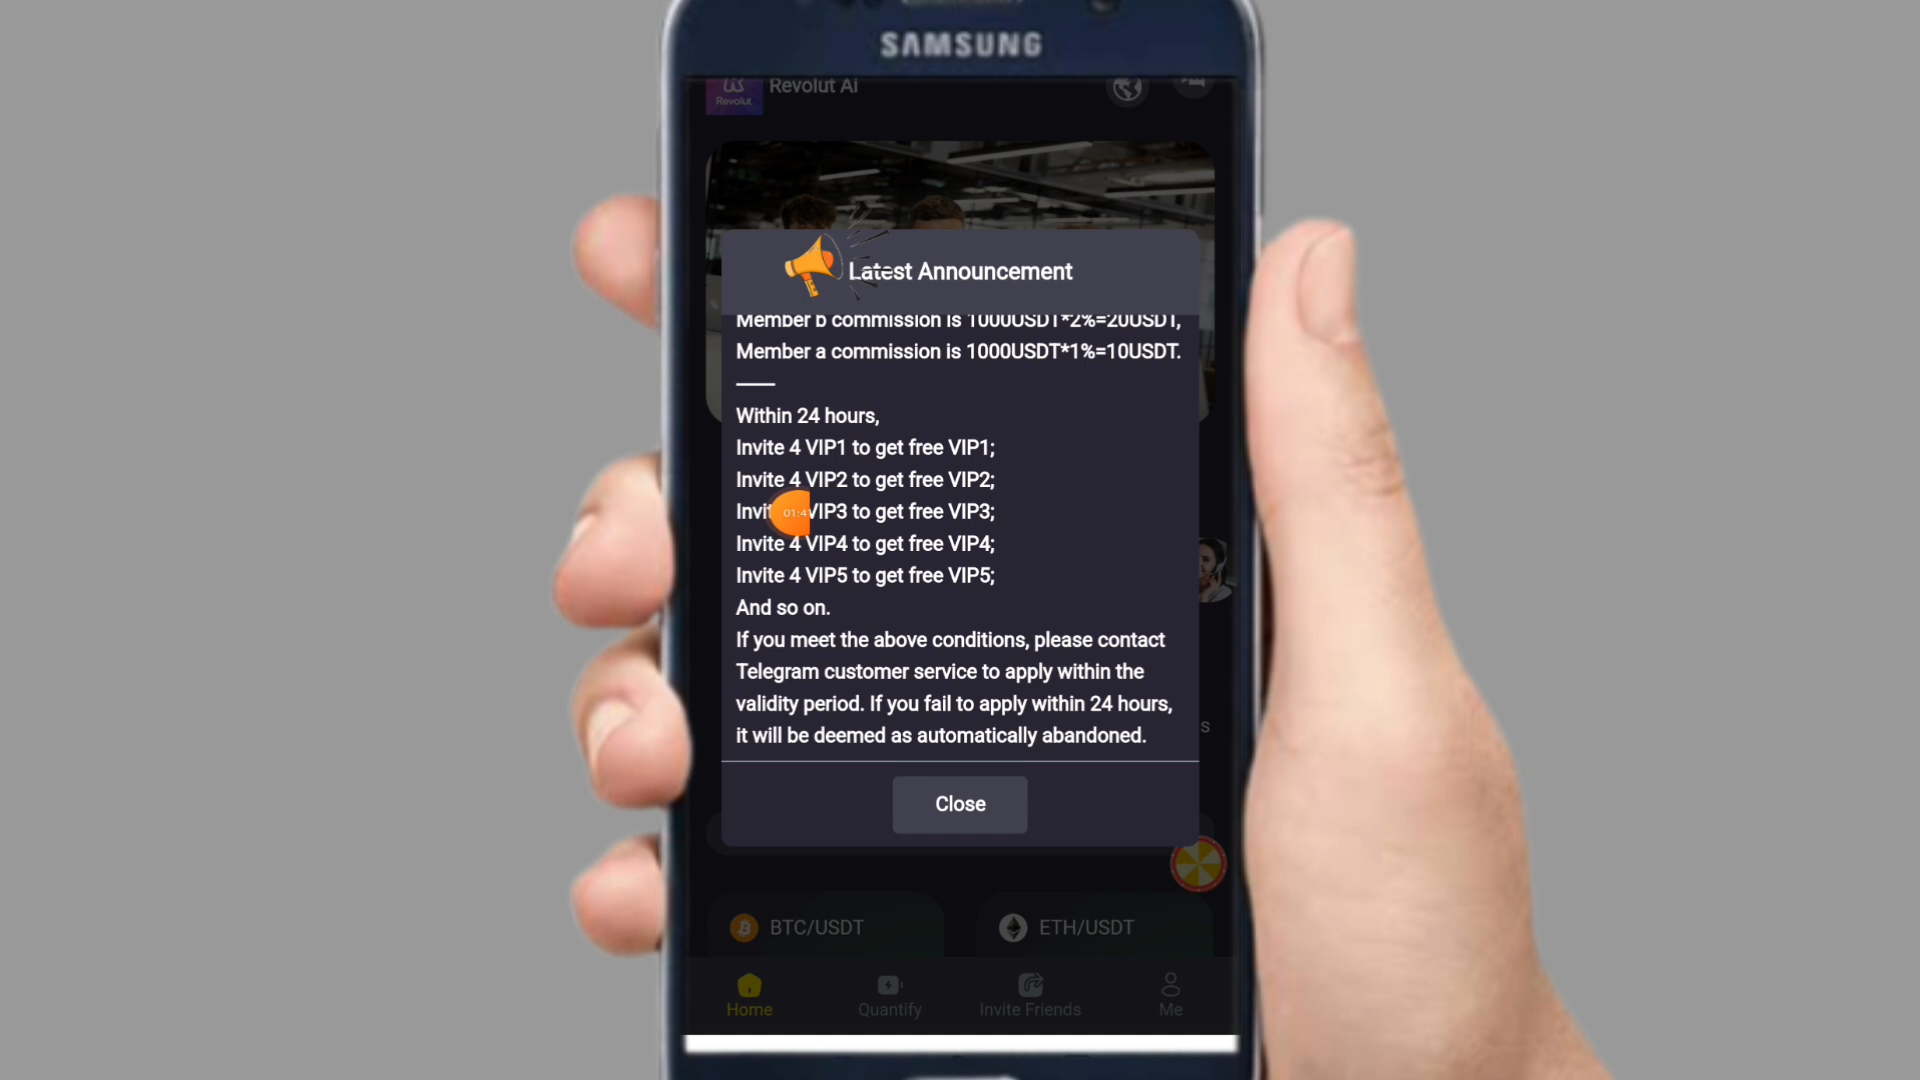 SAMSUNG
Revolut
Revolut Ai
Latest Announcement
Member b commission is 1000USDT*2%=20USDT,
Member a commission is 1000USDT*1%=10USDT.
Within 24 hours,
Invite 4 VIP1 to get free VIP1;
Invite 4 VIP2 to get free VIP2;
VIP3 to get free VIP3;
01:4
Invite 4 VIP4 to get free VIP4;
Invite 4 VIP5 to get free VIP5;
And so on.
If you meet the above conditions, please contact
Telegram customer service to apply within the
validity period. If you fail to apply within 24 hours,
it will be deemed as automatically abandoned.
Close
BTC/USDT
ETH/USDT
Home
Quantify
Invite Friends
Me